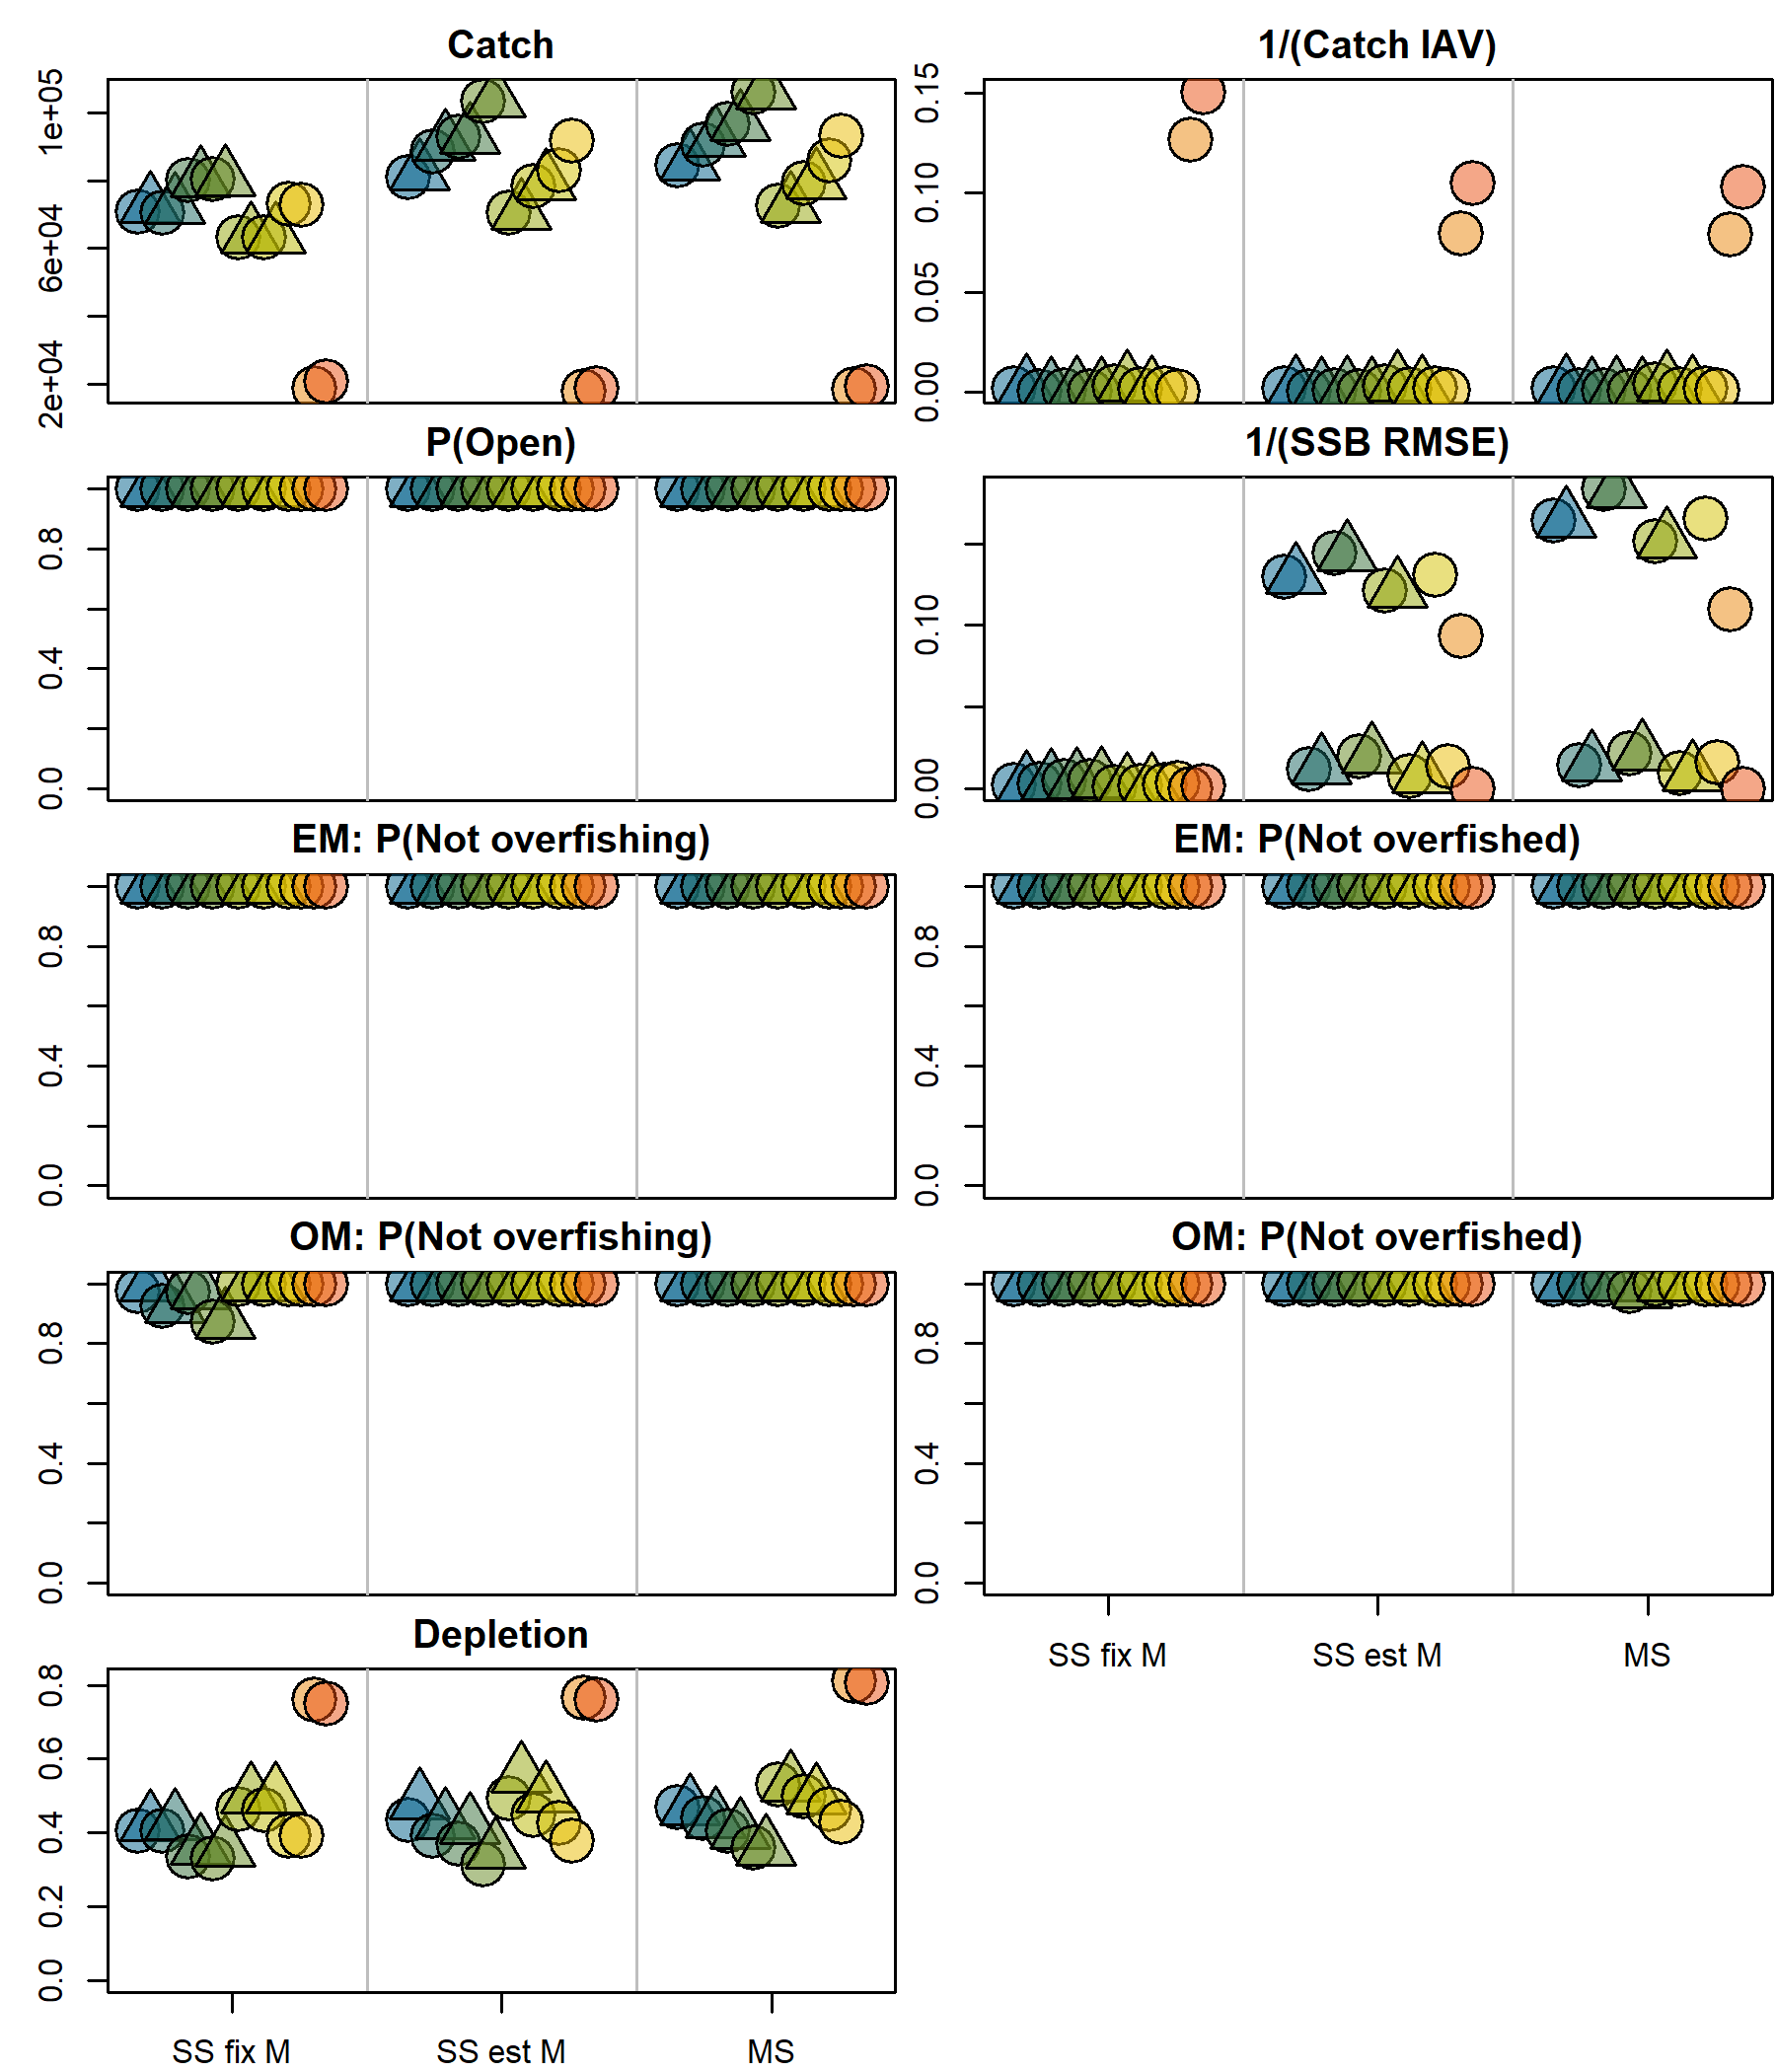 Catch
1/(Catch IAV)
2e+04 6e+04 1e+05
0.00 0.05 0.10 0.15
P(Open)
1/(SSB RMSE)
0.0 0.4 0.8
0.00 0.10
EM: P(Not overfishing)
EM: P(Not overfished)
0.0 0.4 0.8
0.0 0.4 0.8
OM: P(Not overfishing)
OM: P(Not overfished)
0.0 0.4 0.8
0.0 0.4 0.8
SS fix M SS est M MS
Depletion
0.0 0.2 0.4 0.6 0.8
SS fix M SS est M MS